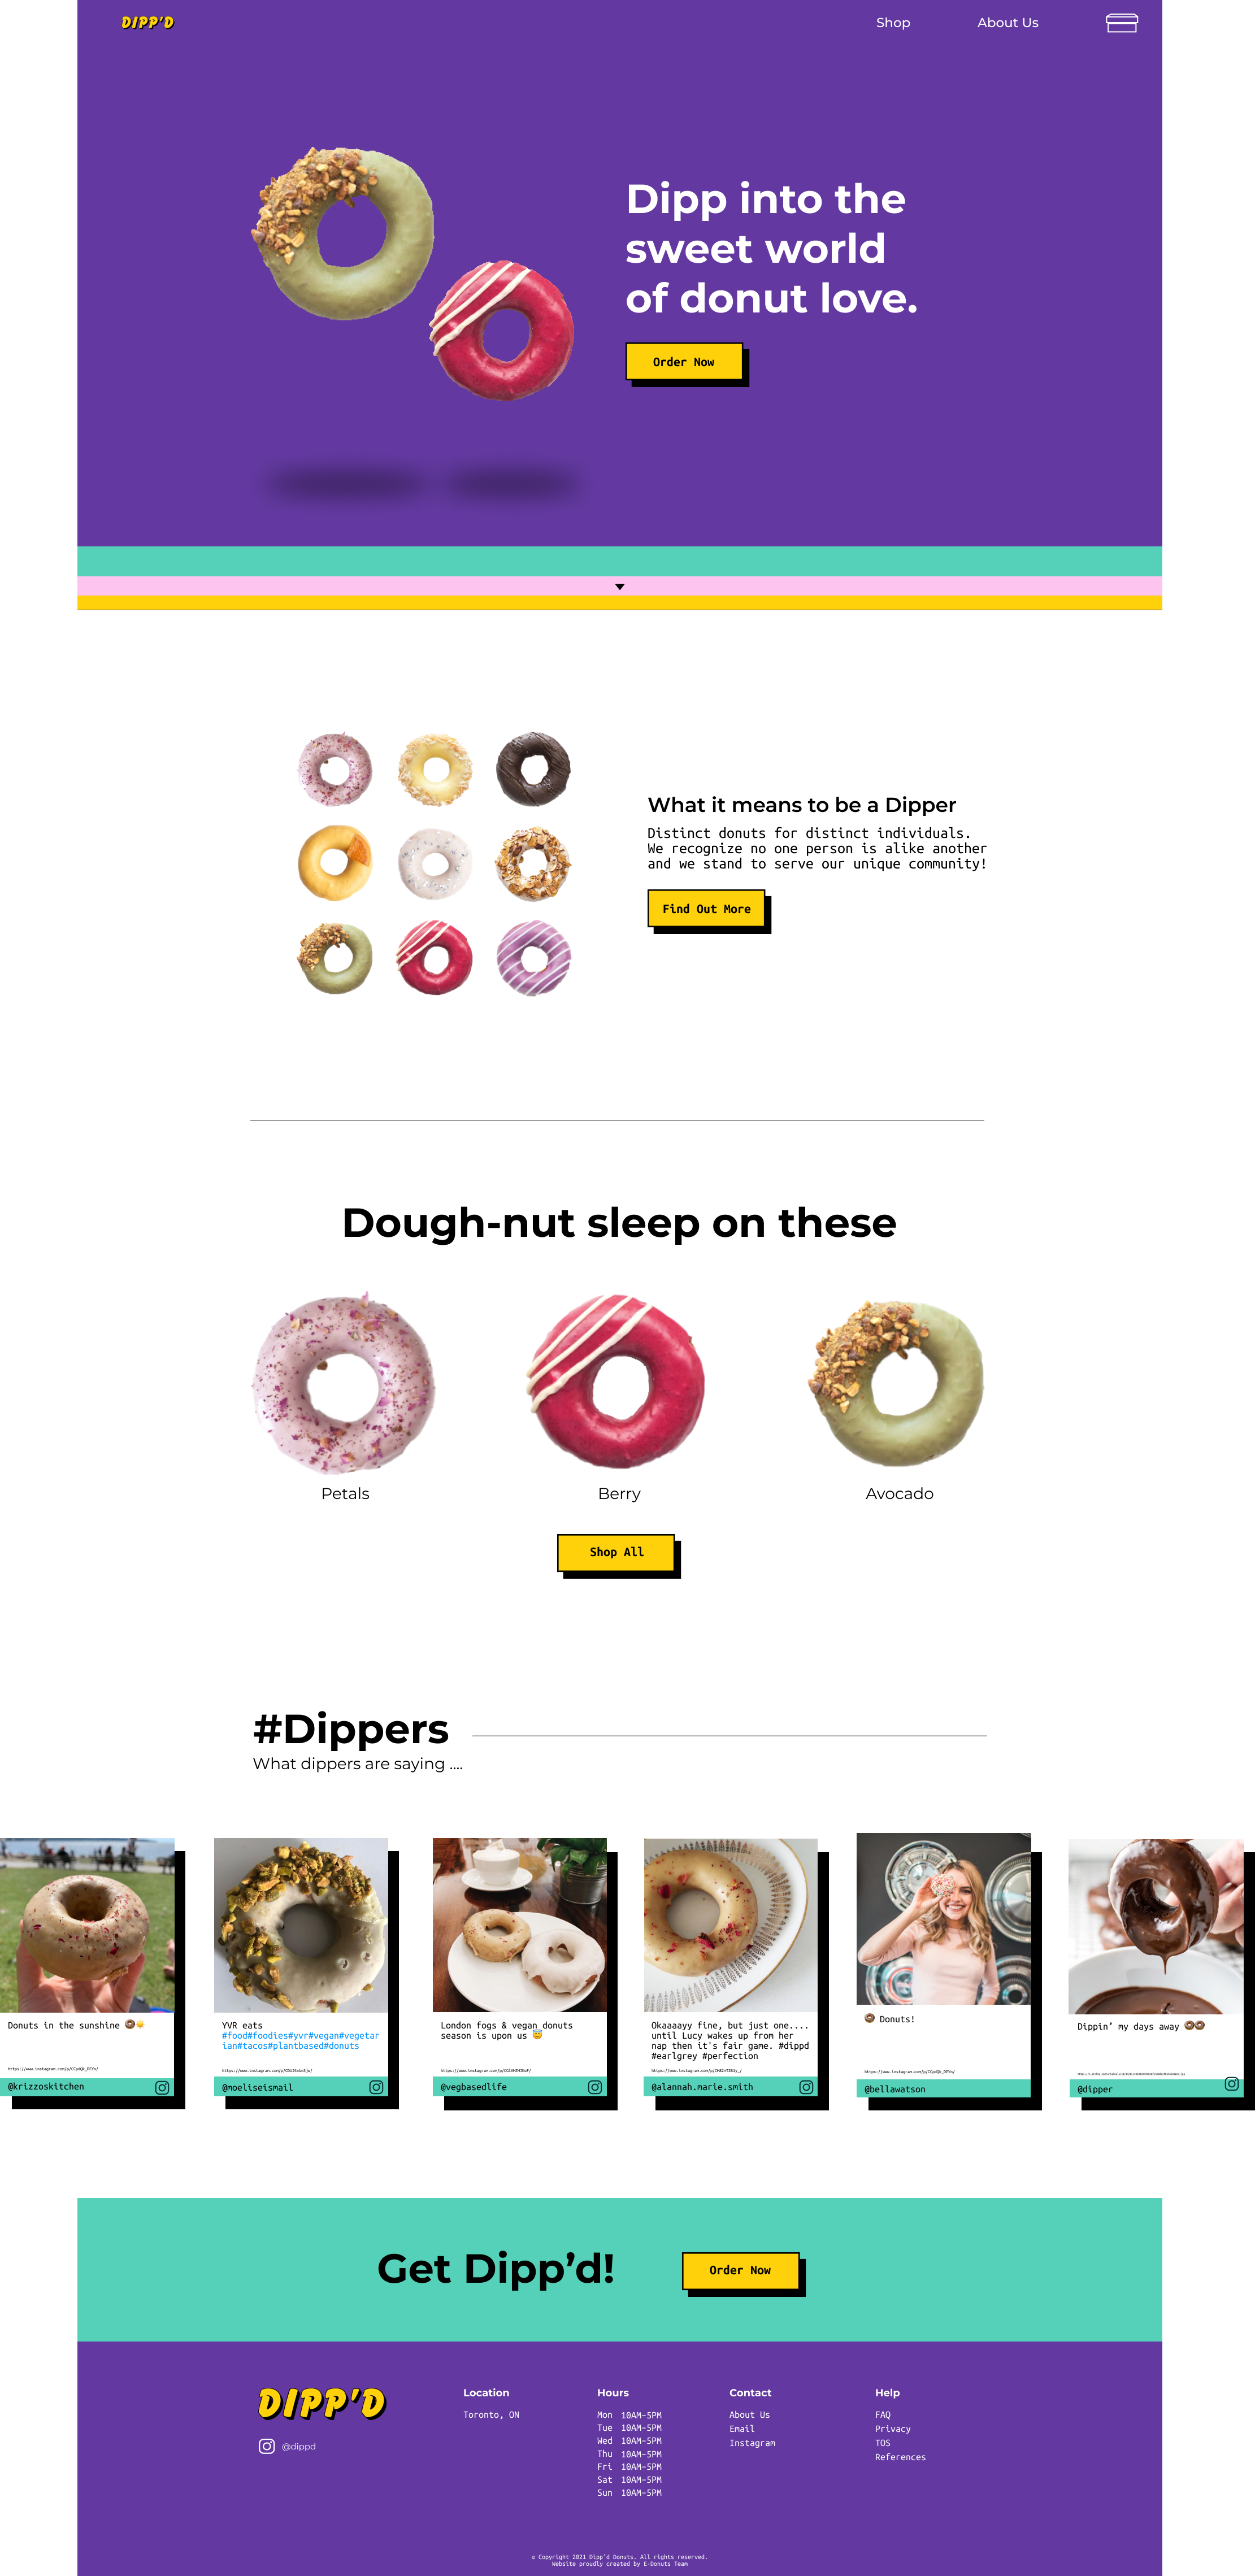 DIPP'D
Shop
About Us
Dipp into the
sweet world
of donut love.
Order Now
What it means to be a Dipper
Distinct donuts for distinct individuals.
We recognize no one person is alike another
and we stand to serve our unique community!
Find Out More
Dough-nut sleep on these
Petals
Berry
Avocado
Shop All
#Dippers
What dippers are saying ....
Donuts in the sunshine 🍩☀️
@krizzoskitchen
YVR eats
#food#foodies#yvr#vegan#vegetar
ian#tacos#plantbased#donuts
@moeliseismail
London fogs & vegan donuts
season is upon us 😇
@vegbasedlife
Okaaaayy fine, but just one....
until Lucy wakes up from her
nap then it's fair game. #dippd
#earlgrey #perfection
@alannah.marie.smith
🍩 Donuts!
@bellawatson
Dippin’ my days away 🍩🍩
@dipper
Get Dipp’d!
Order Now
DIPP'D
@dippd
Location
Toronto, ON
Hours
Mon 10AM–5PM
Tue 10AM–5PM
Wed 10AM–5PM
Thu 10AM–5PM
Fri 10AM–5PM
Sat 10AM–5PM
Sun 10AM–5PM
Contact
About Us
Email
Instagram
Help
FAQ
Privacy
TOS
References
© Copyright 2021 Dipp’d Donuts. All rights reserved.
Website proudly created by E-Donuts Team